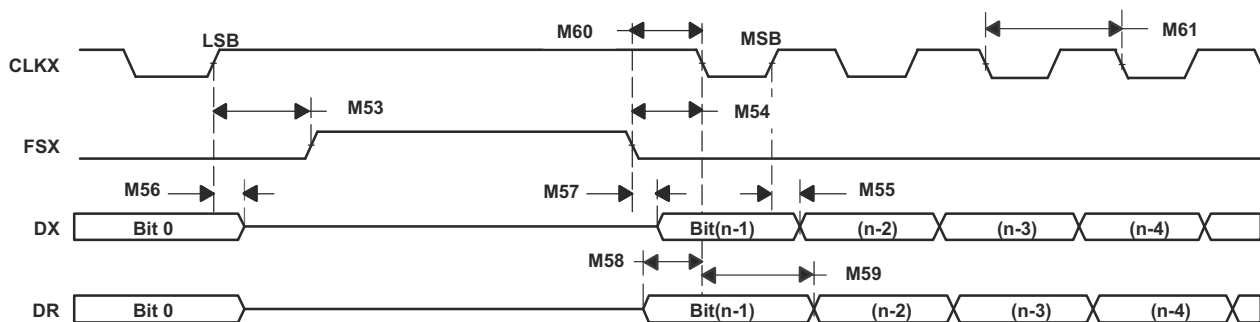 LSB M60 MSB M61
CLKX
M53 M54
FSX
M56 M57 M55
DX Bit 0 Bit(n-1) (n-2) (n-3) (n-4)
M58 M59
DR Bit 0 Bit(n-1) (n-2) (n-3) (n-4)